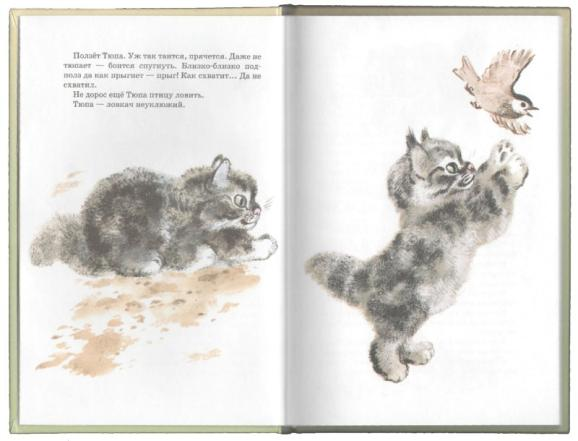 Ползёт Тюпа. Уж так таится, прячется. Даже не
тюпает — боится спугнуть. Близко-близко под-
полз да как прыгнет — прыг! Как схватит... Да не
схватил.
Не дорос ещё Тюпа птицу ловить.
Тюпа — ловкач неуклюжий.